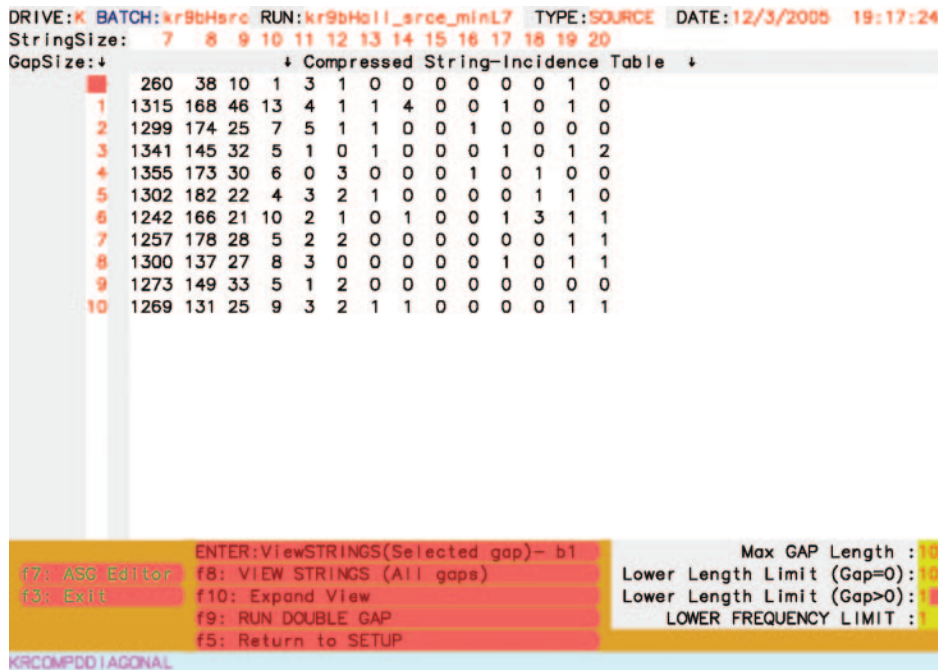 DRIVE:K BATCH:kr9bHsrc RUN:kr9bHall_srce_minL7 TYPE:SOURCE DATE:12/3/2005 19:17:24
StringSize: 7 8 9 10 11 12 13 14 15 16 17 18 19 20
GapSize:↓ ↓ Compressed String-Incidence Table ↓
260 38 10 1 3 1 0 0 0 0 0 0 1 0
1 1315 168 46 13 4 1 1 4 0 0 1 0 1 0
2 1299 174 25 7 5 1 1 0 0 1 0 0 0 0
3 1341 145 32 5 1 0 1 0 0 0 1 0 1 2
4 1355 173 30 6 0 3 0 0 0 1 0 1 0 0
5 1302 182 22 4 3 2 1 0 0 0 0 1 1 0
6 1242 166 21 10 2 1 0 1 0 0 1 3 1 1
7 1257 178 28 5 2 2 0 0 0 0 0 0 1 1
8 1300 137 27 8 3 0 0 0 0 0 1 0 1 1
9 1273 149 33 5 1 2 0 0 0 0 0 0 0 0
10 1269 131 25 9 3 2 1 1 0 0 0 0 1 1
ENTER:ViewSTRINGS(Selected gap)- b1 Max GAP Length :10
f7: ASG Editor f8: VIEW STRINGS (All gaps) Lower Length Limit (Gap=0):10
f3: Exit f10: Expand View Lower Length Limit (Gap>0):1
f9: RUN DOUBLE GAP LOWER FREQUENCY LIMIT :1
f5: Return to SETUP
KRCOMPDDIAGONAL